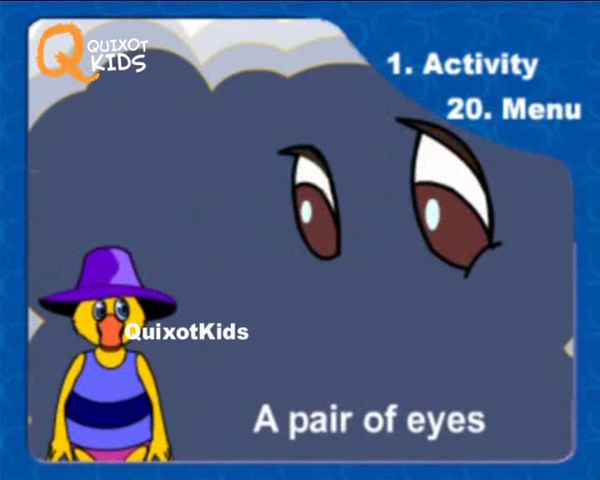 QUIXOT
KIDS
1. Activity
20. Menu
QuixotKids
A pair of eyes